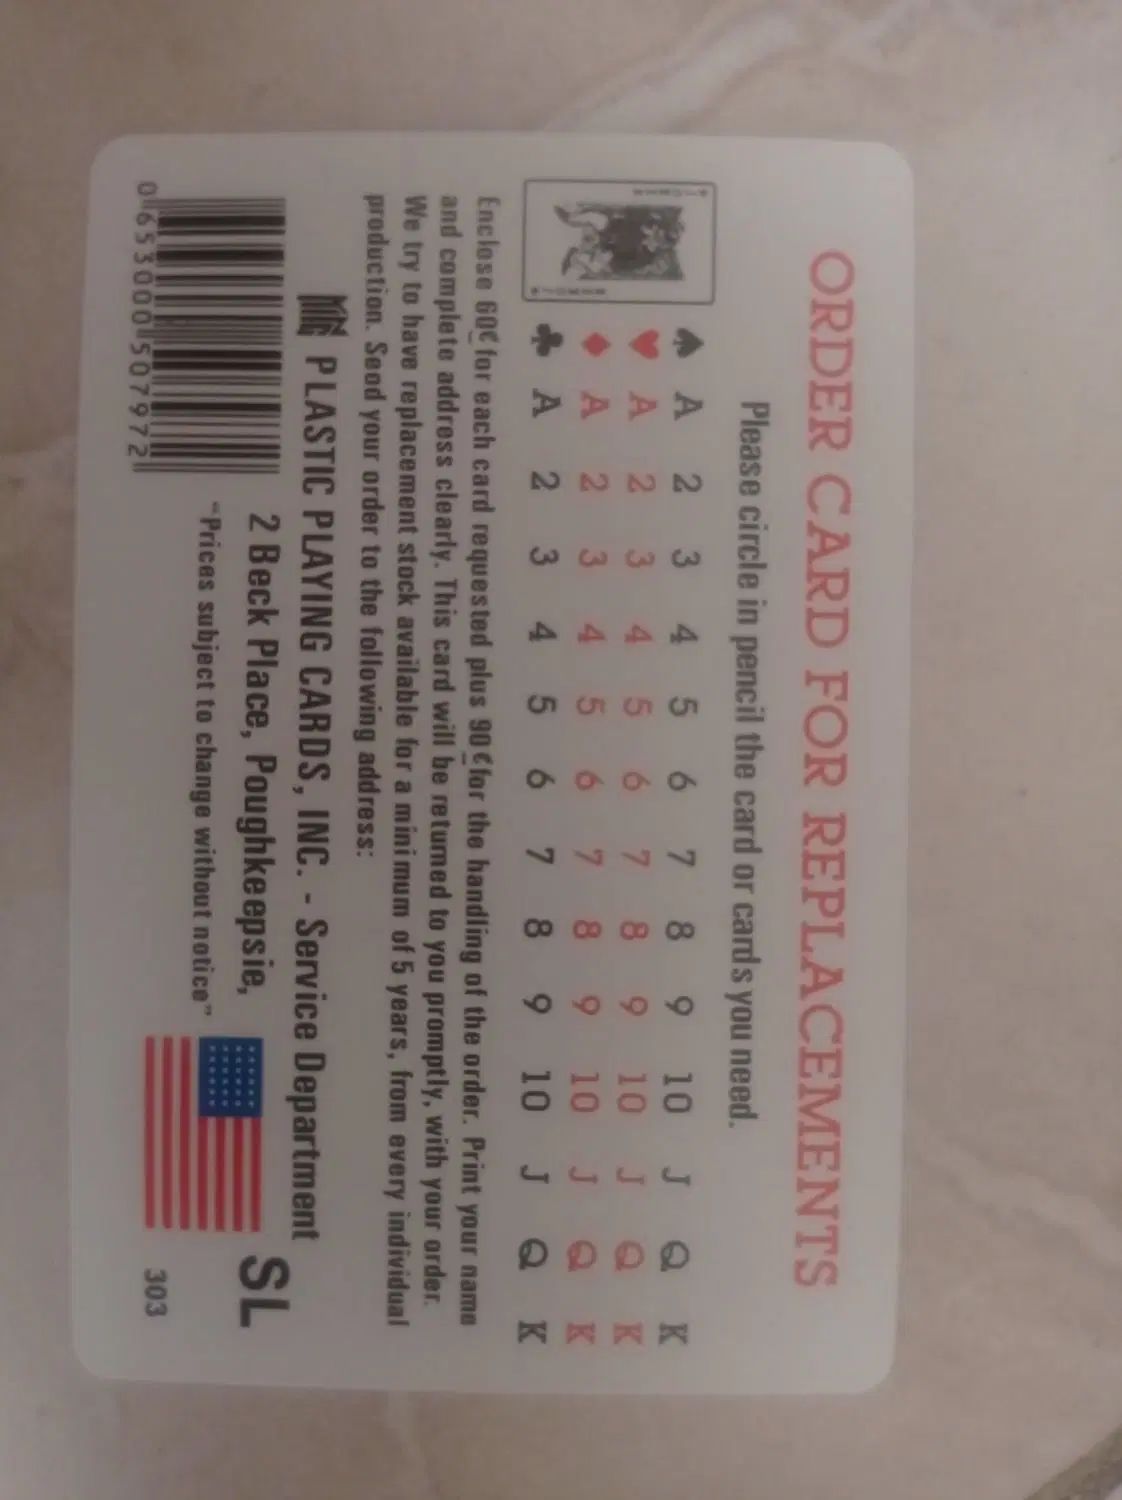 ORDER CARD FOR REPLACEMENTS
Please circle in pencil the card or cards you need.
♠ A 2 3 4 5 6 7 8 9 10 J Q K
♥ A 2 3 4 5 6 7 8 9 10 J Q K
♦ A 2 3 4 5 6 7 8 9 10 J Q K
♣ A 2 3 4 5 6 7 8 9 10 J Q K
Enclose 60¢ for each card requested plus 90¢ for the handling of the order. Print your name
and complete address clearly. This card will be returned to you promptly, with your order.
We try to have replacement stock available for a minimum of 5 years, from every individual
production. Send your order to the following address:
PLASTIC PLAYING CARDS, INC. - Service Department
2 Beck Place, Poughkeepsie,
SL
"Prices subject to change without notice"
0 65300 50797 2
303